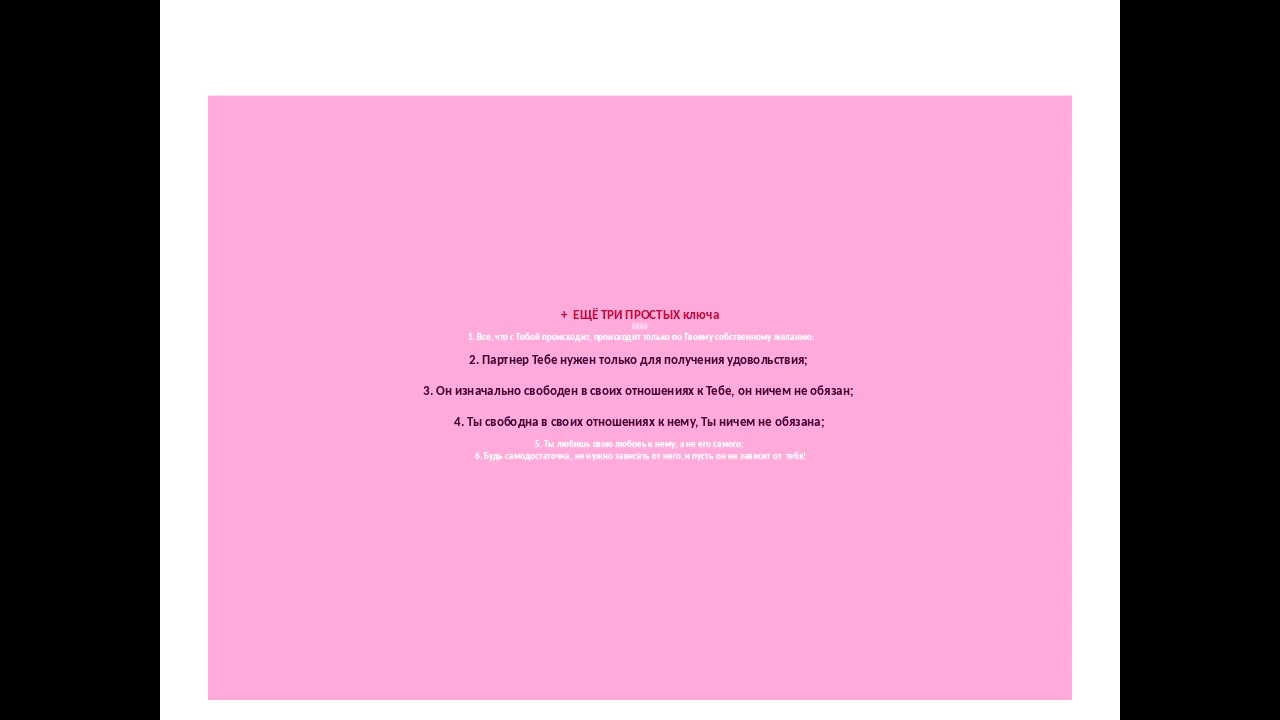 + ЕЩЁ ТРИ ПРОСТЫХ ключа
1. Все, что с Тобой происходит, происходит только по Твоему собственному желанию;
2. Партнер Тебе нужен только для получения удовольствия;
3. Он изначально свободен в своих отношениях к Тебе, он ничем не обязан;
4. Ты свободна в своих отношениях к нему, Ты ничем не обязана;
5. Ты любишь свою любовь к нему, а не его самого;
6. Будь самодостаточна, не нужно зависеть от него, и пусть он не зависит от тебя!